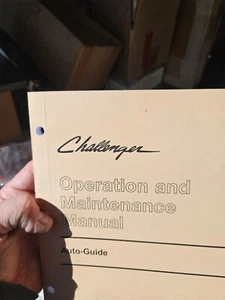 Challenger
Operation and
Maintenance
Manual
Auto-Guide